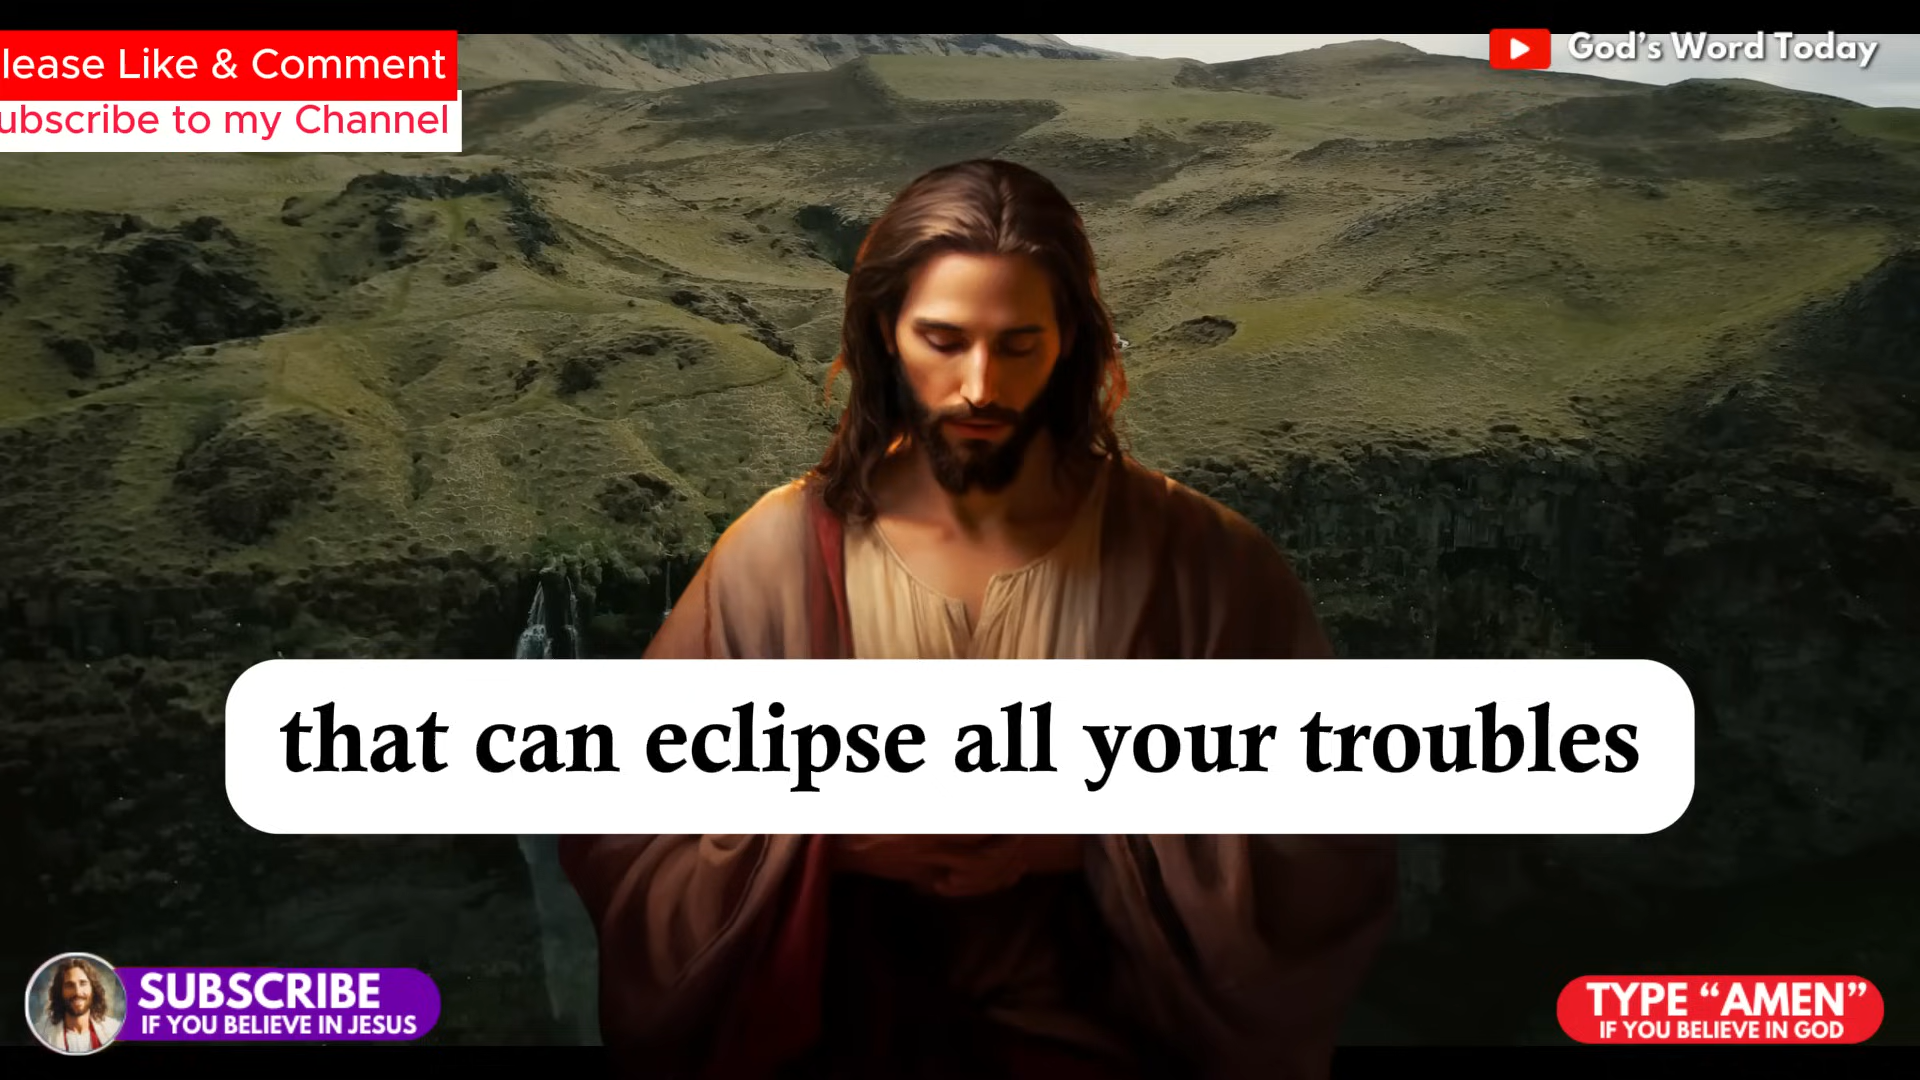 lease Like & Comment
ubscribe to my Channel
God's Word Today
that can eclipse all your troubles
SUBSCRIBE
IF YOU BELIEVE IN JESUS
TYPE “AMEN”
IF YOU BELIEVE IN GOD